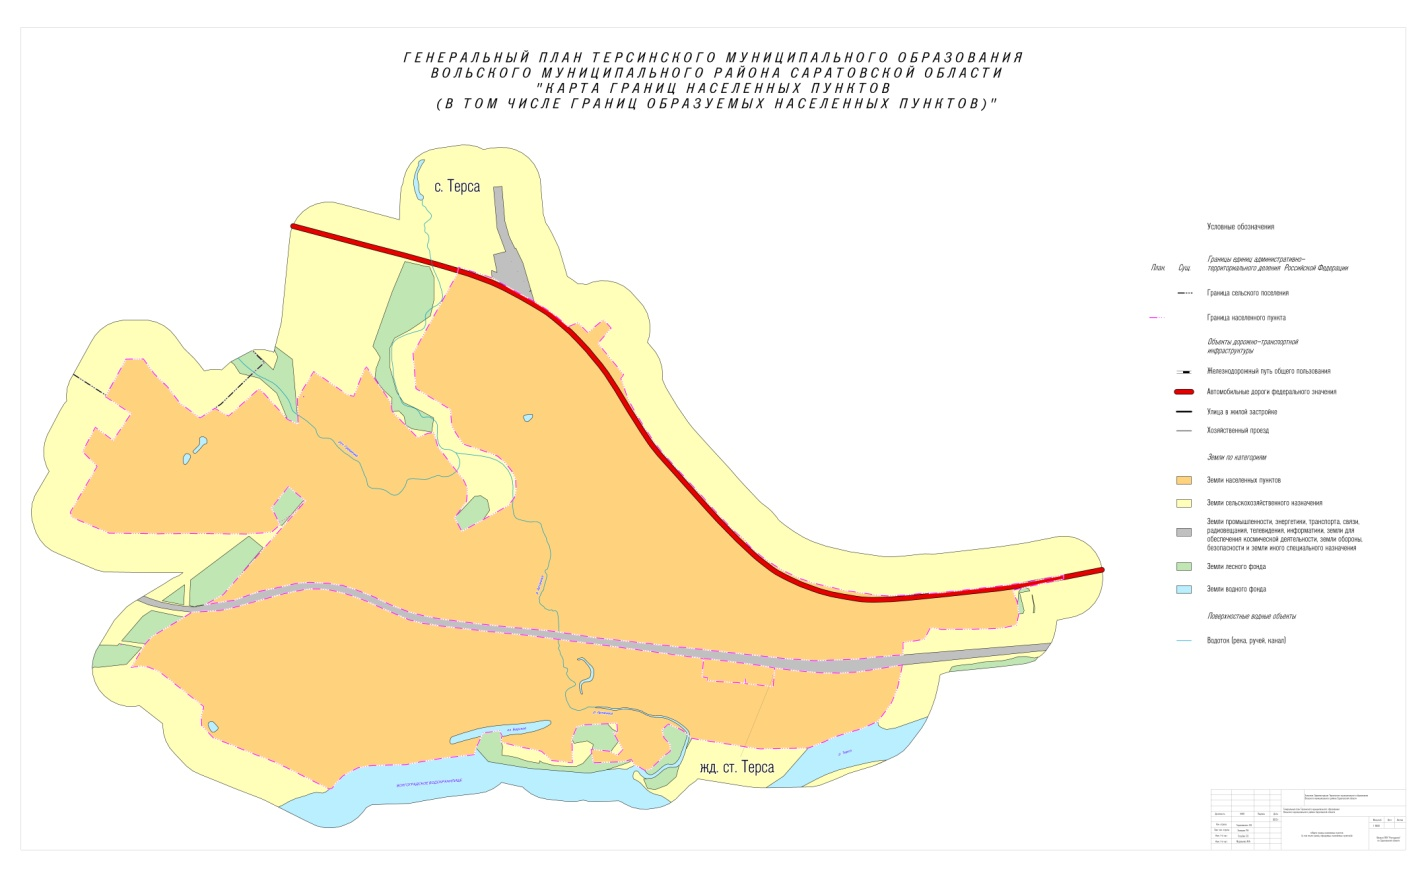 ГЕНЕРАЛЬНЫЙ ПЛАН ТЕРСИНСКОГО МУНИЦИПАЛЬНОГО ОБРАЗОВАНИЯ
ВОЛЬСКОГО МУНИЦИПАЛЬНОГО РАЙОНА САРАТОВСКОЙ ОБЛАСТИ
"КАРТА ГРАНИЦ НАСЕЛЕННЫХ ПУНКТОВ
(В ТОМ ЧИСЛЕ ГРАНИЦ ОБРАЗУЕМЫХ НАСЕЛЕННЫХ ПУНКТОВ)"
с. Терса
Условные обозначения
План. Сущ.
Границы единиц административно-
территориального деления Российской Федерации
Граница сельского поселения
Граница населенного пункта
Объекты дорожно-транспортной
инфраструктуры
Железнодорожный путь общего пользования
Автомобильные дороги федерального значения
Улица в жилой застройке
Хозяйственный проезд
Земли по категориям
Земли населенных пунктов
Земли сельскохозяйственного назначения
Земли промышленности, энергетики, транспорта, связи,
радиовещания, телевидения, информатики, земли для
обеспечения космической деятельности, земли обороны,
безопасности и земли иного специального назначения
Земли лесного фонда
Земли водного фонда
Поверхностные водные объекты
Водоток (река, ручей, канал)
жд. ст. Терса
ВОЛГОГРАДСКОЕ ВОДОХРАНИЛИЩЕ